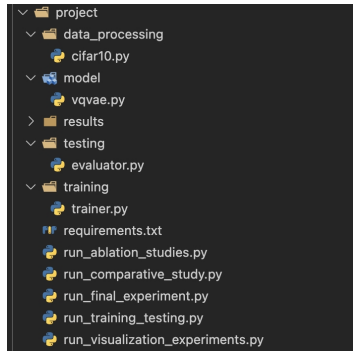 project
data_processing
cifar10.py
model
vqvae.py
results
testing
evaluator.py
training
trainer.py
requirements.txt
run_ablation_studies.py
run_comparative_study.py
run_final_experiment.py
run_training_testing.py
run_visualization_experiments.py